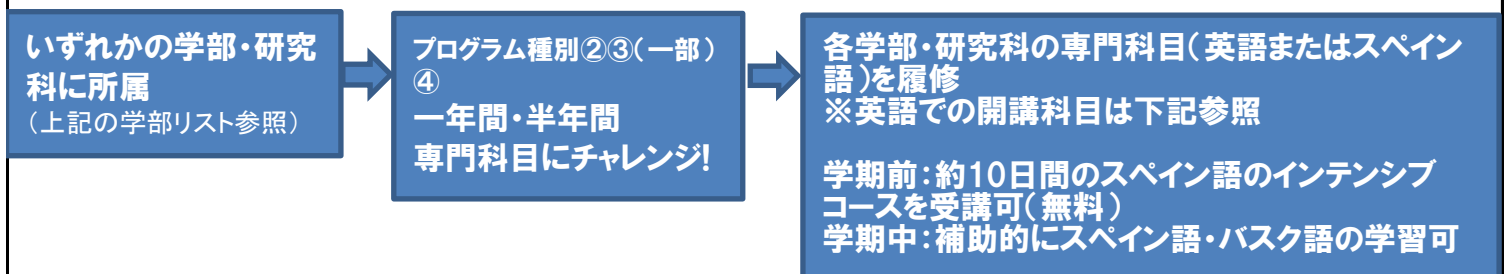 いずれかの学部・研究
科に所属
（上記の学部リスト参照）
プログラム種別②③（一部）
④
一年間・半年間
専門科目にチャレンジ！
各学部・研究科の専門科目（英語またはスペイン
語）を履修
※英語での開講科目は下記参照
学期前：約10日間のスペイン語のインテンシブ
コースを受講可（無料）
学期中：補助的にスペイン語・バスク語の学習可